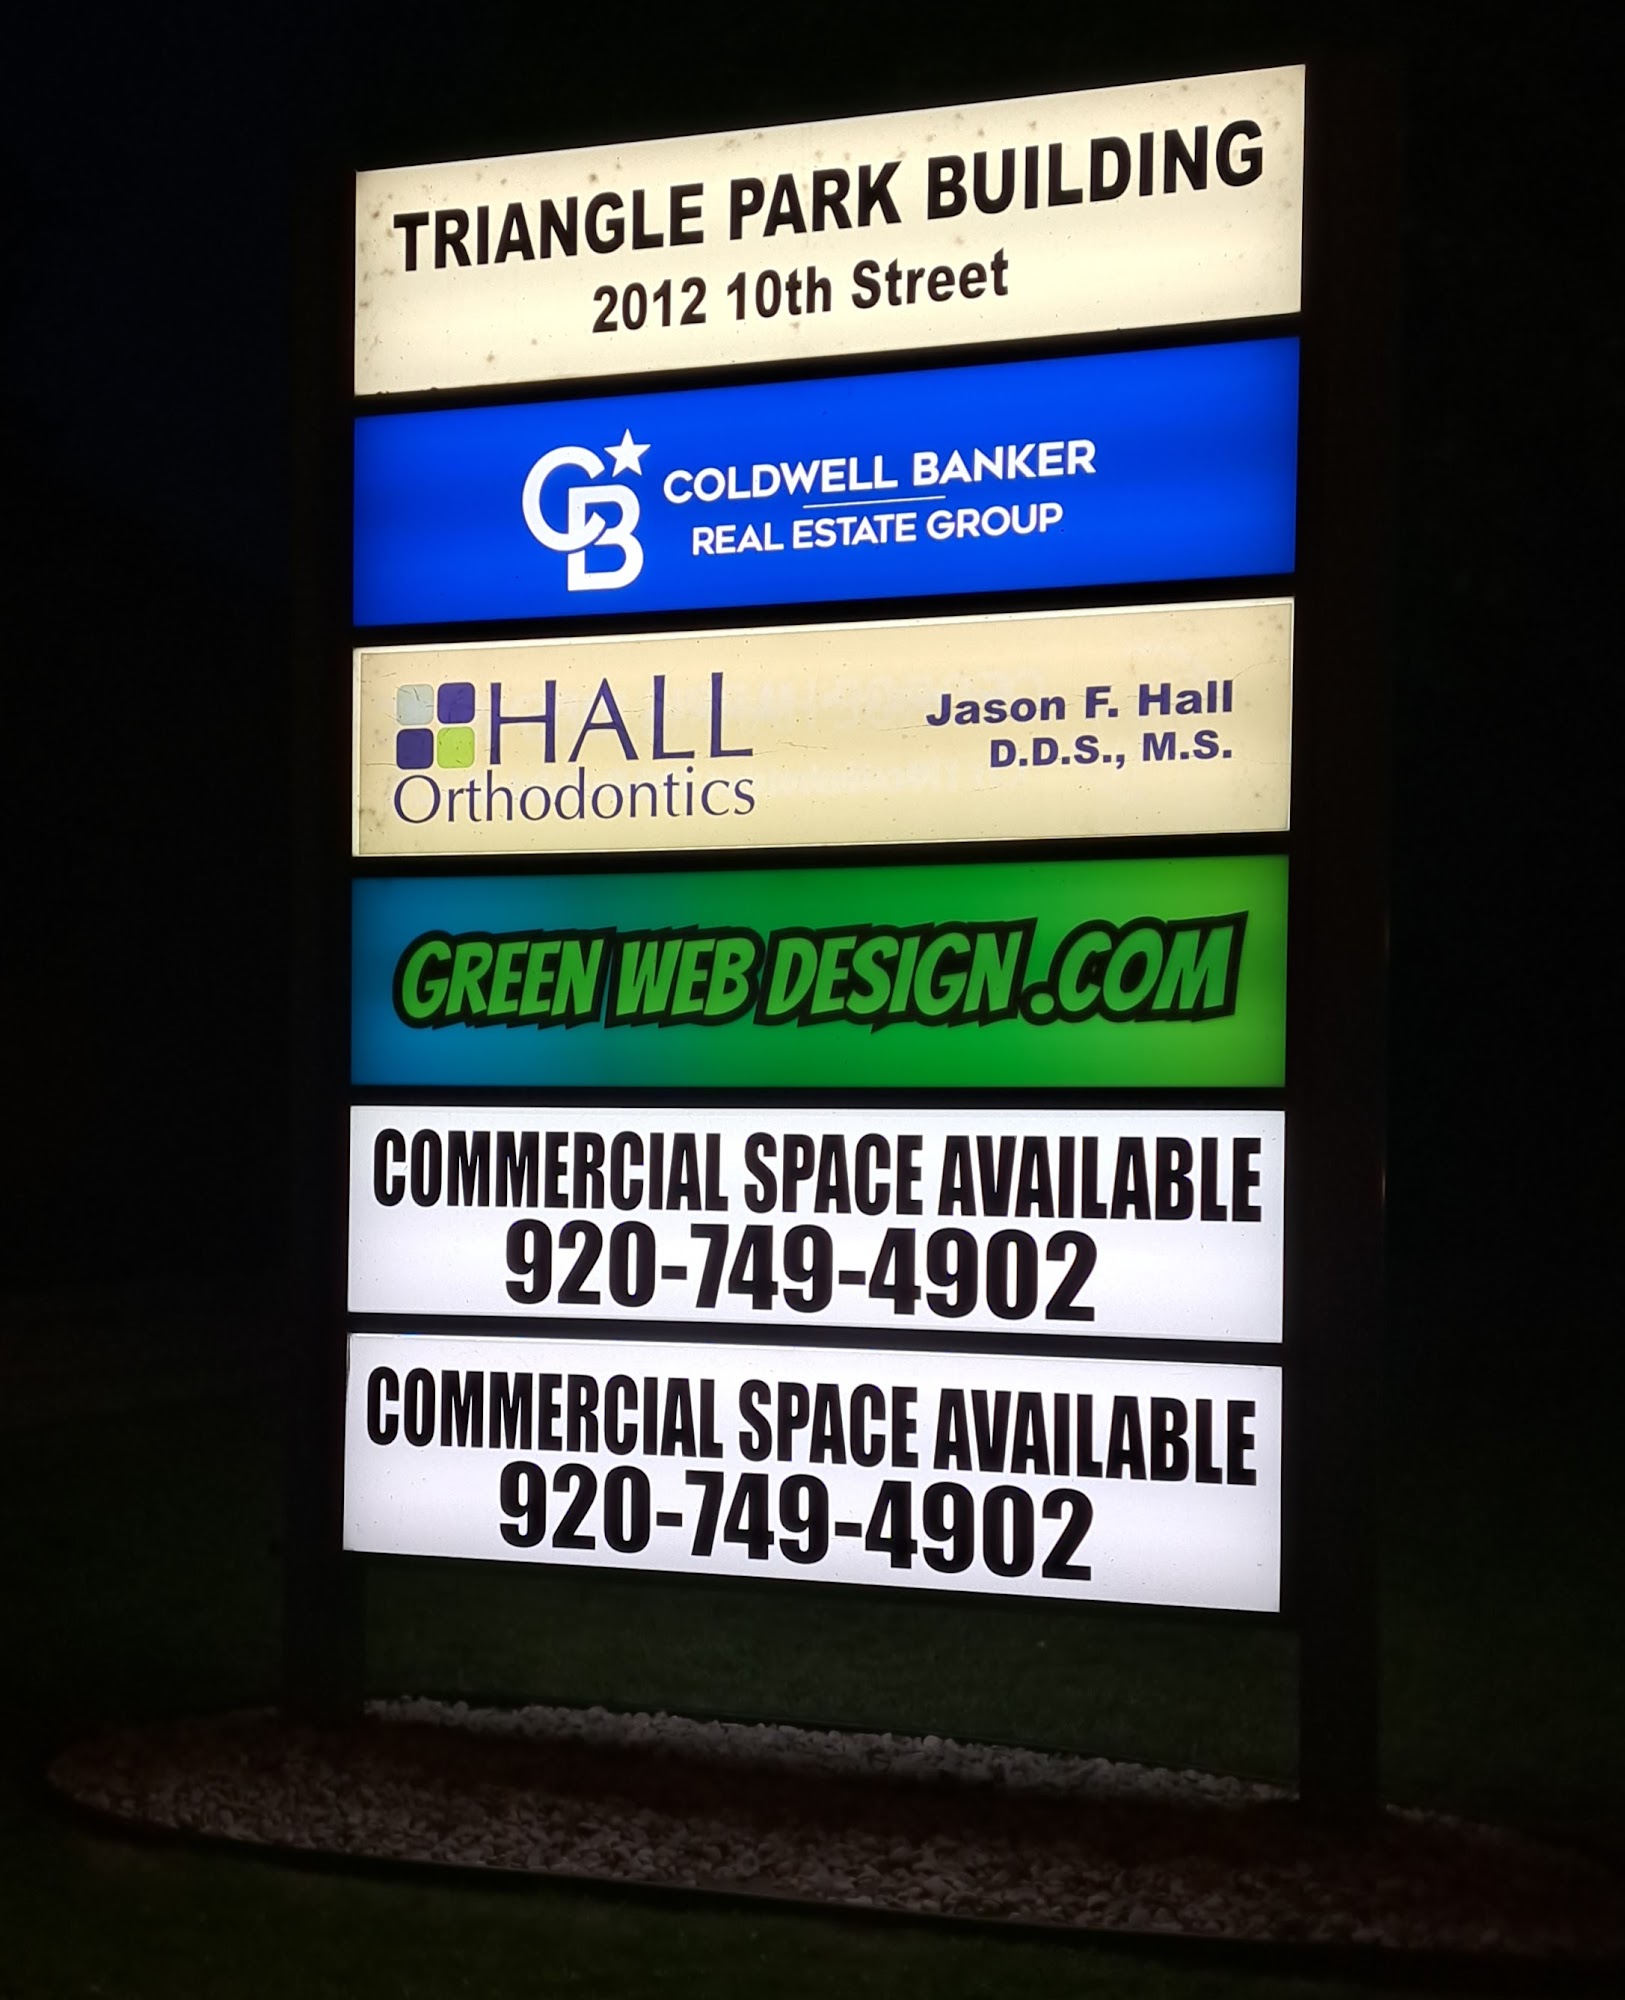 TRIANGLE PARK BUILDING
2012 10th Street
CB
COLDWELL BANKER
REAL ESTATE GROUP
HALL
Orthodontics
Jason F. Hall
D.D.S., M.S.
GREEN WEB DESIGN.COM
COMMERCIAL SPACE AVAILABLE
920-749-4902
COMMERCIAL SPACE AVAILABLE
920-749-4902